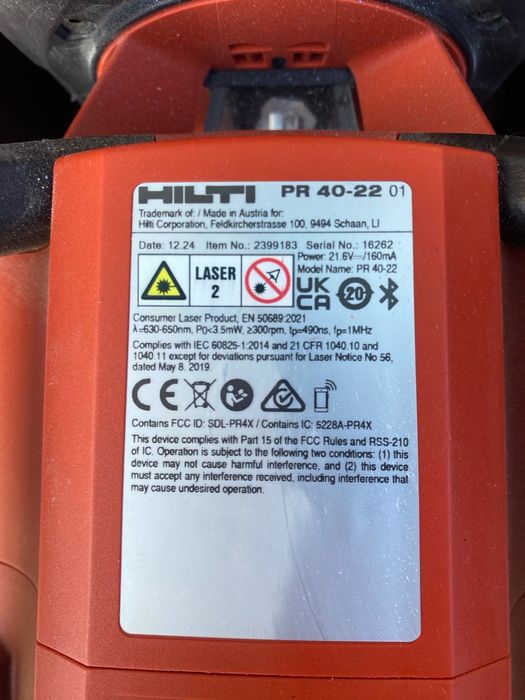 HILTI PR 40-22 01
Trademark of: / Made in Austria for:
Hilti Corporation, Feldkircherstrasse 100, 9494 Schaan, LI
Date: 12.24 Item No.: 2399183 Serial No.: 16262
Power: 21.6V⎓/160mA
Model Name: PR 40-22
LASER
2
UK
CA
20
Consumer Laser Product, EN 50689:2021
λ=630-650nm, P0<3.5mW, ≥300rpm, tp=490ns, fp=1MHz
Complies with IEC 60825-1:2014 and 21 CFR 1040.10 and
1040.11 except for deviations pursuant for Laser Notice No 56,
dated May 8, 2019.
CE
Contains FCC ID: SDL-PR4X / Contains IC: 5228A-PR4X
This device complies with Part 15 of the FCC Rules and RSS-210
of IC. Operation is subject to the following two conditions: (1) this
device may not cause harmful interference, and (2) this device
must accept any interference received, including interference that
may cause undesired operation.